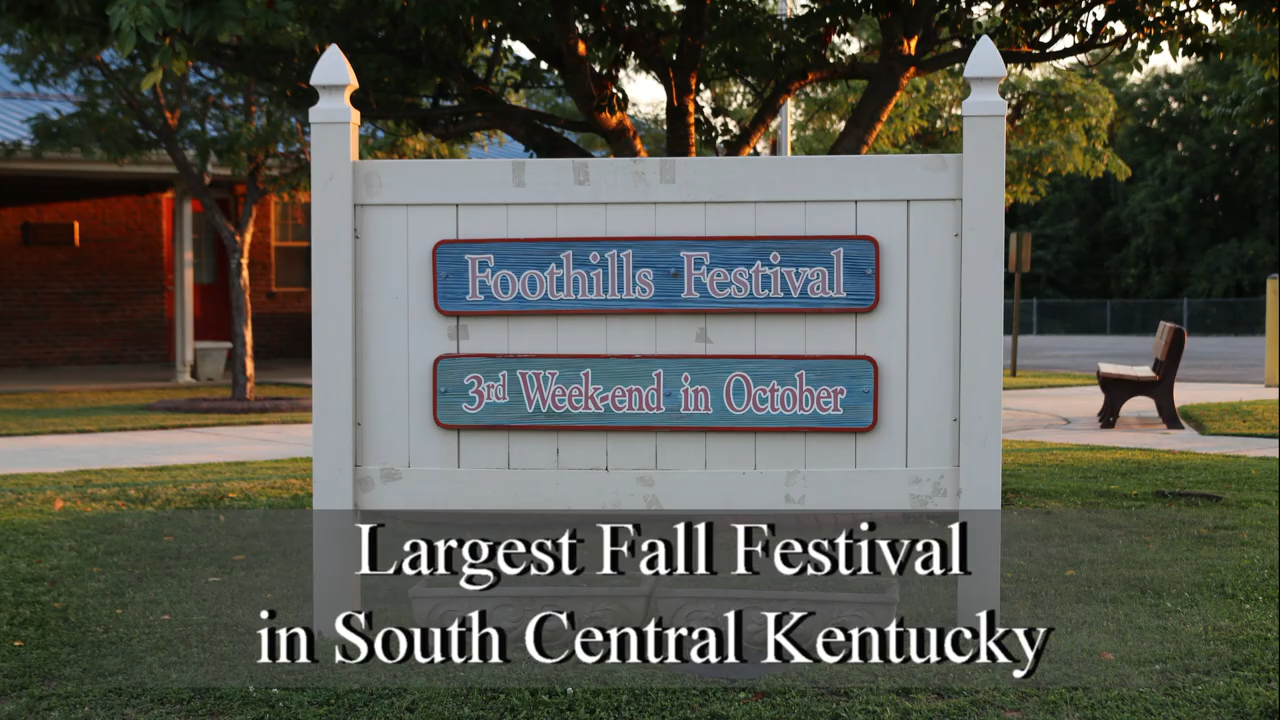 Foothills Festival
3rd Week-end in October
Largest Fall Festival
in South Central Kentucky